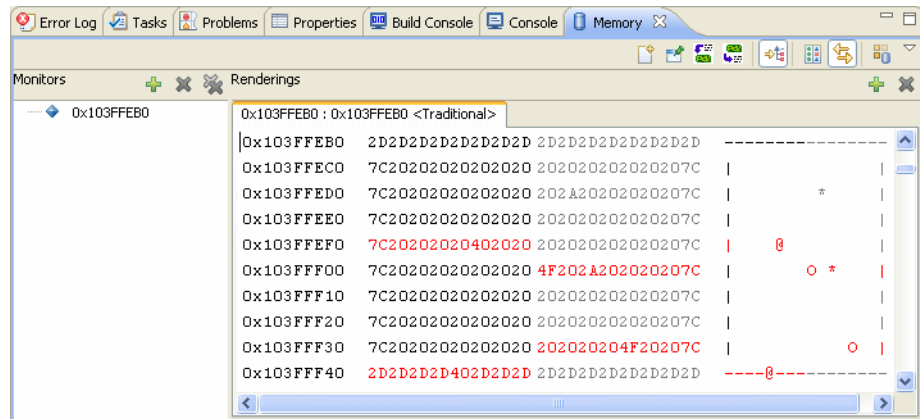 Error Log Tasks Problems Properties Build Console Console Memory
Monitors Renderings
0x103FFEB0 0x103FFEB0 : 0x103FFEB0 <Traditional>
0x103FFEB0 2D2D2D2D2D2D2D2D 2D2D2D2D2D2D2D2D ----------------
0x103FFEC0 7C20202020202020 202020202020207C |              |
0x103FFED0 7C20202020202020 202A20202020207C |        *     |
0x103FFEE0 7C20202020202020 202020202020207C |              |
0x103FFEF0 7C20202020402020 202020202020207C |    @         |
0x103FFF00 7C20202020202020 4F202A202020207C |       O *    |
0x103FFF10 7C20202020202020 202020202020207C |              |
0x103FFF20 7C20202020202020 202020202020207C |              |
0x103FFF30 7C20202020202020 202020204F20207C |           O  |
0x103FFF40 2D2D2D2D402D2D2D 2D2D2D2D2D2D2D2D ----@-----------